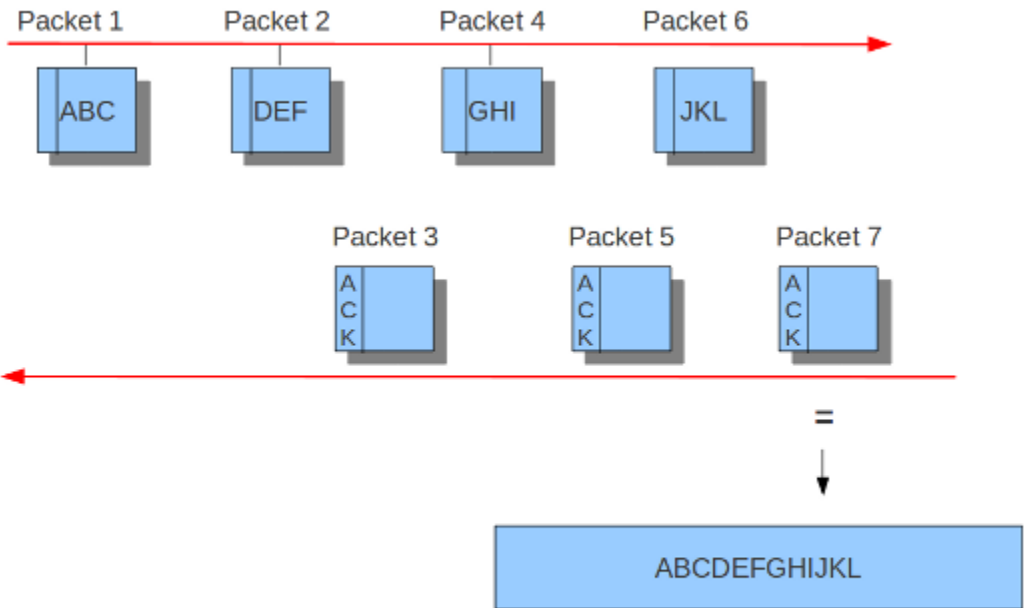 Packet 1 Packet 2 Packet 4 Packet 6
ABC DEF GHI JKL
Packet 3 Packet 5 Packet 7
A A A
C C C
K K K
=
ABCDEFGHIJKL